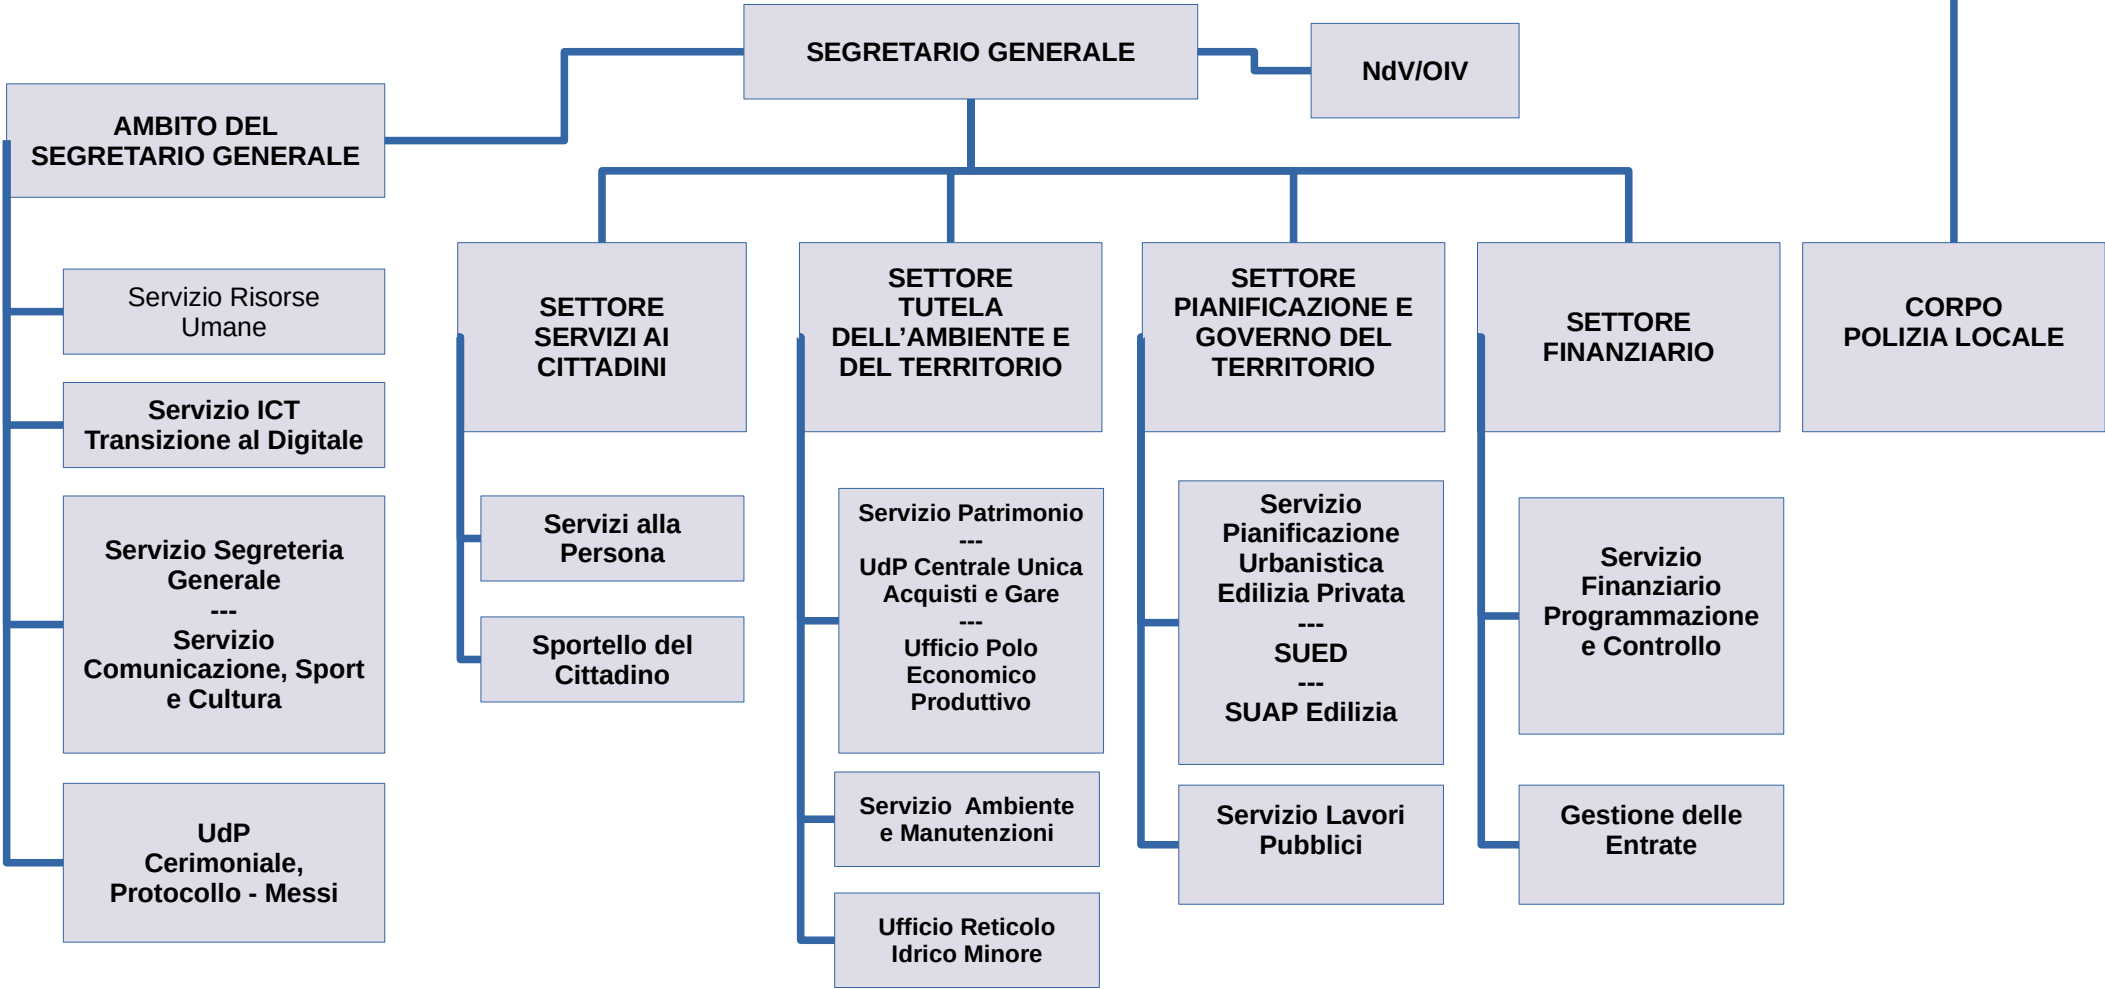 SEGRETARIO GENERALE
NdV/OIV
AMBITO DEL
SEGRETARIO GENERALE
Servizio Risorse
Umane
Servizio ICT
Transizione al Digitale
Servizio Segreteria
Generale
---
Servizio
Comunicazione, Sport
e Cultura
UdP
Cerimoniale,
Protocollo - Messi
SETTORE
SERVIZI AI
CITTADINI
Servizi alla
Persona
Sportello del
Cittadino
SETTORE
TUTELA
DELL’AMBIENTE E
DEL TERRITORIO
Servizio Patrimonio
---
UdP Centrale Unica
Acquisti e Gare
---
Ufficio Polo
Economico
Produttivo
Servizio  Ambiente
e Manutenzioni
Ufficio Reticolo
Idrico Minore
SETTORE
PIANIFICAZIONE E
GOVERNO DEL
TERRITORIO
Servizio
Pianificazione
Urbanistica
Edilizia Privata
---
SUED
---
SUAP Edilizia
Servizio Lavori
Pubblici
SETTORE
FINANZIARIO
Servizio
Finanziario
Programmazione
e Controllo
Gestione delle
Entrate
CORPO
POLIZIA LOCALE